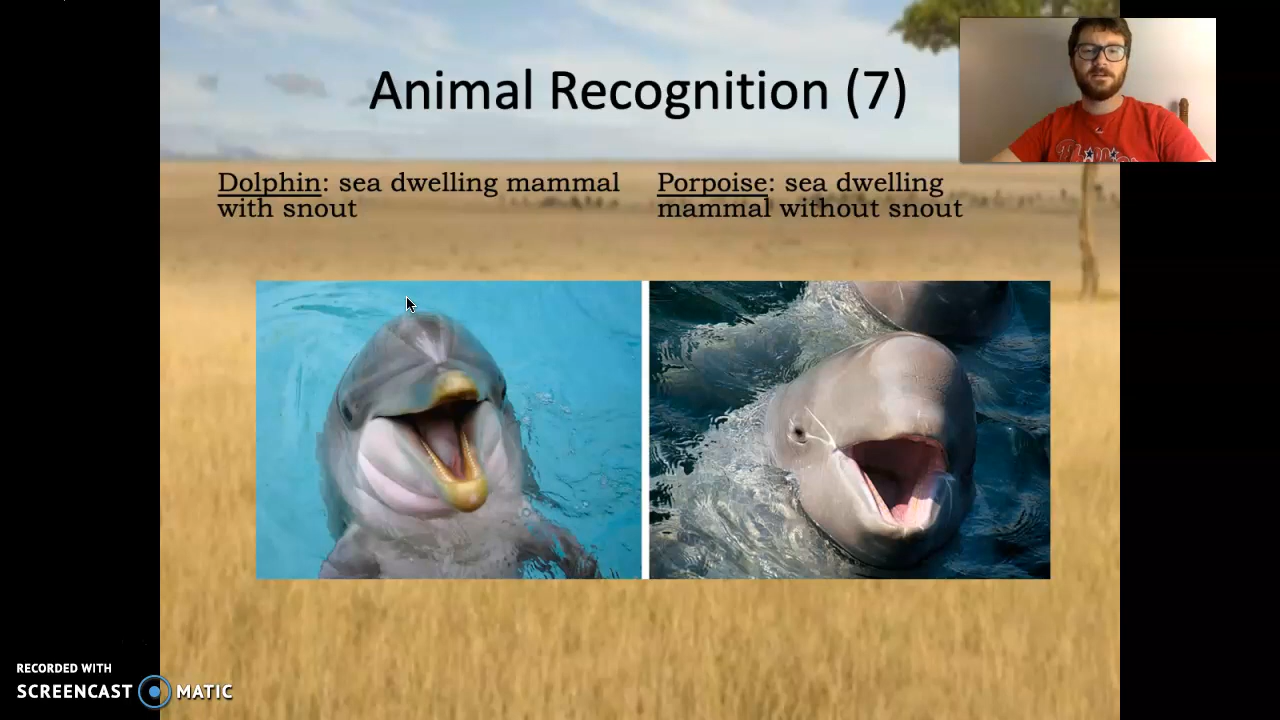 Animal Recognition (7)
Dolphin: sea dwelling mammal
with snout
Porpoise: sea dwelling
mammal without snout
RECORDED WITH
SCREENCAST MATIC